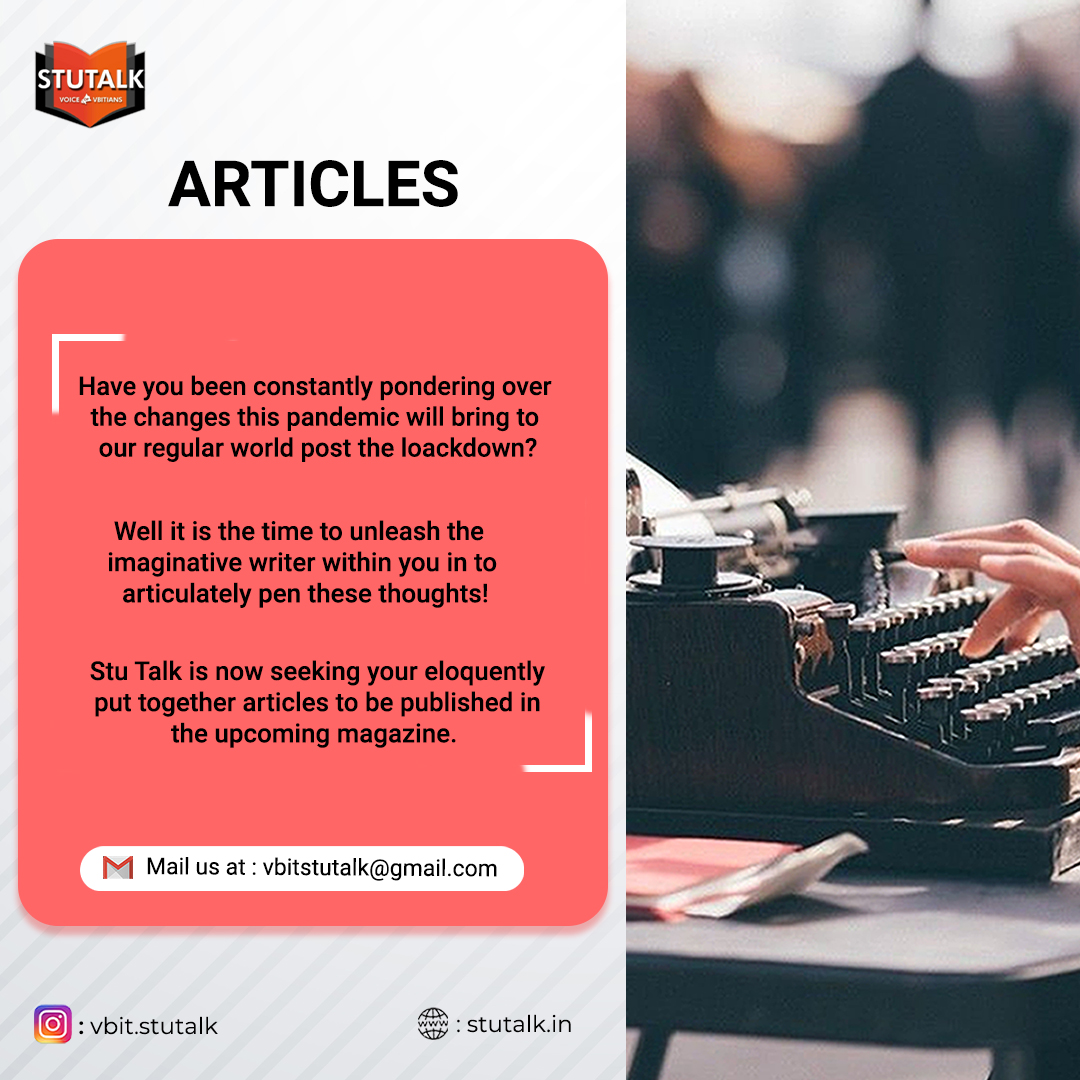 STUTALK
VOICE VBITIANS
ARTICLES
Have you been constantly pondering over
the changes this pandemic will bring to
our regular world post the loackdown?
Well it is the time to unleash the
imaginative writer within you in to
articulately pen these thoughts!
Stu Talk is now seeking your eloquently
put together articles to be published in
the upcoming magazine.
Mail us at : vbitstutalk@gmail.com
: vbit.stutalk
www : stutalk.in